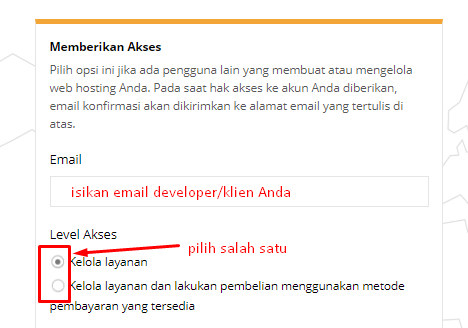 Memberikan Akses
Pilih opsi ini jika ada pengguna lain yang membuat atau mengelola
web hosting Anda. Pada saat hak akses ke akun Anda diberikan,
email konfirmasi akan dikirimkan ke alamat email yang tertulis di
atas.
Email
isikan email developer/klien Anda
Level Akses
pilih salah satu
Kelola layanan
Kelola layanan dan lakukan pembelian menggunakan metode
pembayaran yang tersedia